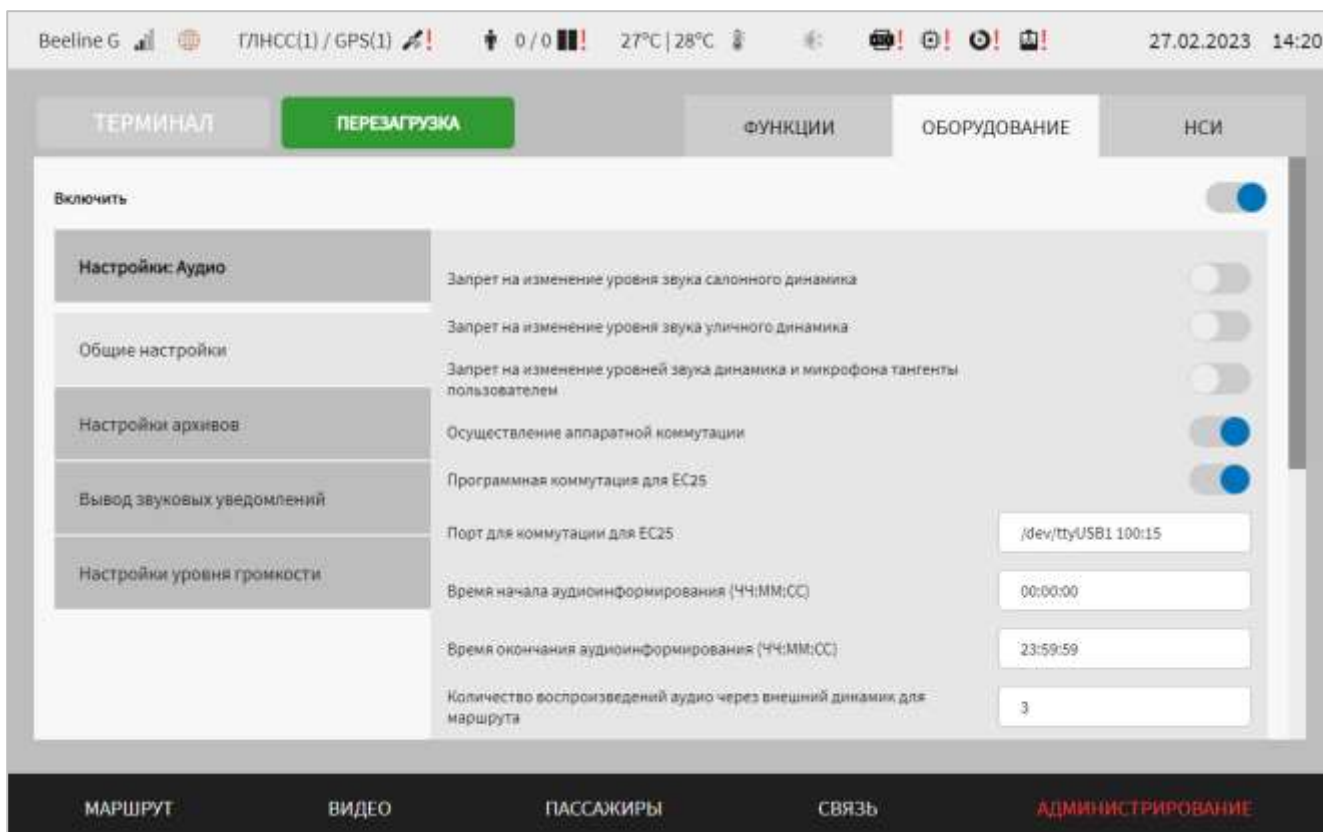 Beeline G ГЛНСС(1) / GPS(1) ! 0 / 0 ! 27°C | 28°C ! ! ! ! 27.02.2023 14:20
ТЕРМИНАЛ ПЕРЕЗАГРУЗКА ФУНКЦИИ ОБОРУДОВАНИЕ НСИ
Включить
Настройки: Аудио
Общие настройки
Настройки архивов
Вывод звуковых уведомлений
Настройки уровня громкости
Запрет на изменение уровня звука салонного динамика
Запрет на изменение уровня звука уличного динамика
Запрет на изменение уровней звука динамика и микрофона тангенты
пользователем
Осуществление аппаратной коммутации
Программная коммутация для EC25
Порт для коммутации для EC25 /dev/ttyUSB1 100:15
Время начала аудиоинформирования (ЧЧ:ММ:СС) 00:00:00
Время окончания аудиоинформирования (ЧЧ:ММ:СС) 23:59:59
Количество воспроизведений аудио через внешний динамик для
маршрута 3
МАРШРУТ ВИДЕО ПАССАЖИРЫ СВЯЗЬ АДМИНИСТРИРОВАНИЕ